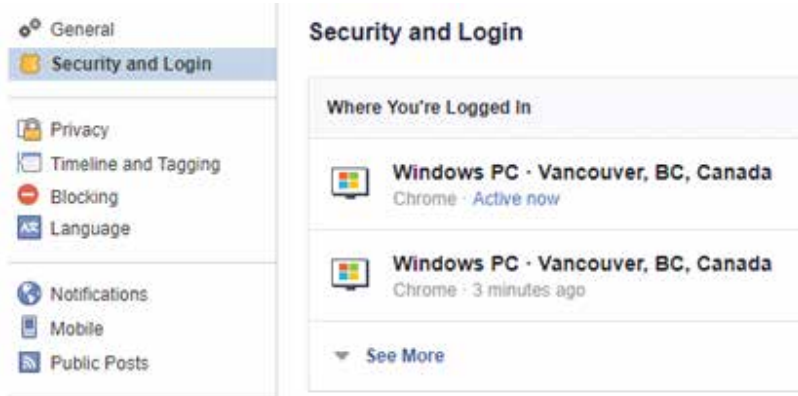 General
Security and Login
Privacy
Timeline and Tagging
Blocking
Language
Notifications
Mobile
Public Posts
Security and Login
Where You're Logged In
Windows PC · Vancouver, BC, Canada
Chrome · Active now
Windows PC · Vancouver, BC, Canada
Chrome · 3 minutes ago
See More